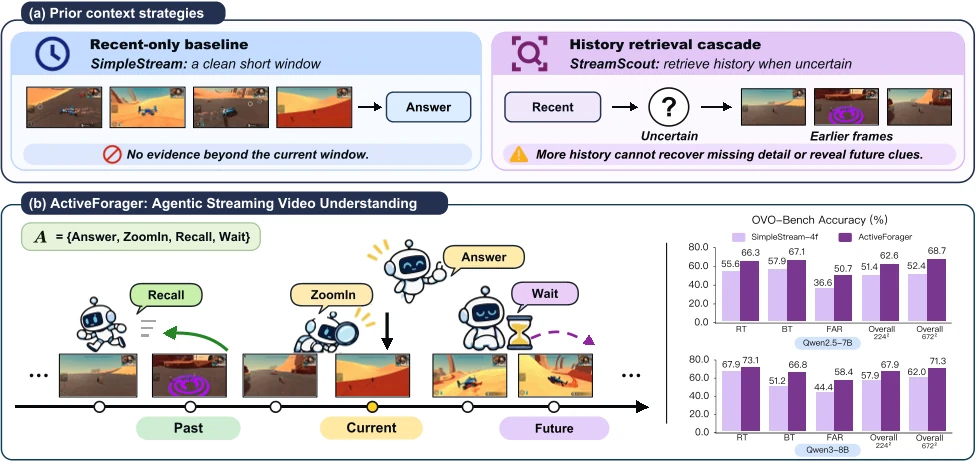 (a) Prior context strategies
Recent-only baseline
SimpleStream: a clean short window
Answer
No evidence beyond the current window.
History retrieval cascade
StreamScout: retrieve history when uncertain
Recent
?
Uncertain
Earlier frames
More history cannot recover missing detail or reveal future clues.
(b) ActiveForager: Agentic Streaming Video Understanding
A = {Answer, ZoomIn, Recall, Wait}
Recall
ZoomIn
Answer
Wait
...
...
Past
Current
Future
OVO-Bench Accuracy (%)
SimpleStream-4f
ActiveForager
80.0
60.0
40.0
20.0
0.0
55.6
66.3
57.9
67.1
36.6
50.7
51.4
62.6
52.4
68.7
RT
BT
FAR
Overall 224²
Overall 672²
Qwen2.5-7B
80.0
60.0
40.0
20.0
0.0
67.9
73.1
51.2
66.8
44.4
58.4
57.9
67.9
62.0
71.3
RT
BT
FAR
Overall 224²
Overall 672²
Qwen3-8B